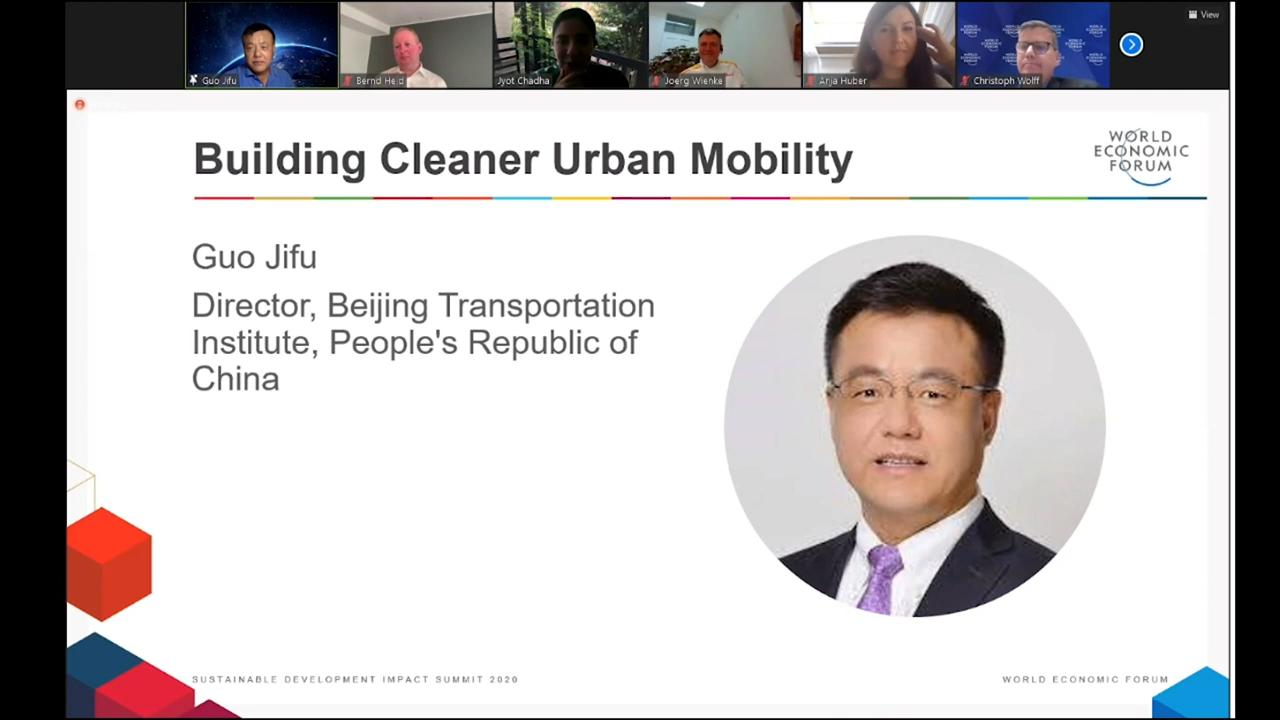 View
Guo Jifu
Bernd Heid
Jyot Chadha
Joerg Wienke
Anja Huber
Christoph Wolff
Building Cleaner Urban Mobility
WORLD
ECONOMIC
FORUM
Guo Jifu
Director, Beijing Transportation
Institute, People's Republic of
China
SUSTAINABLE DEVELOPMENT IMPACT SUMMIT 2020
WORLD ECONOMIC FORUM